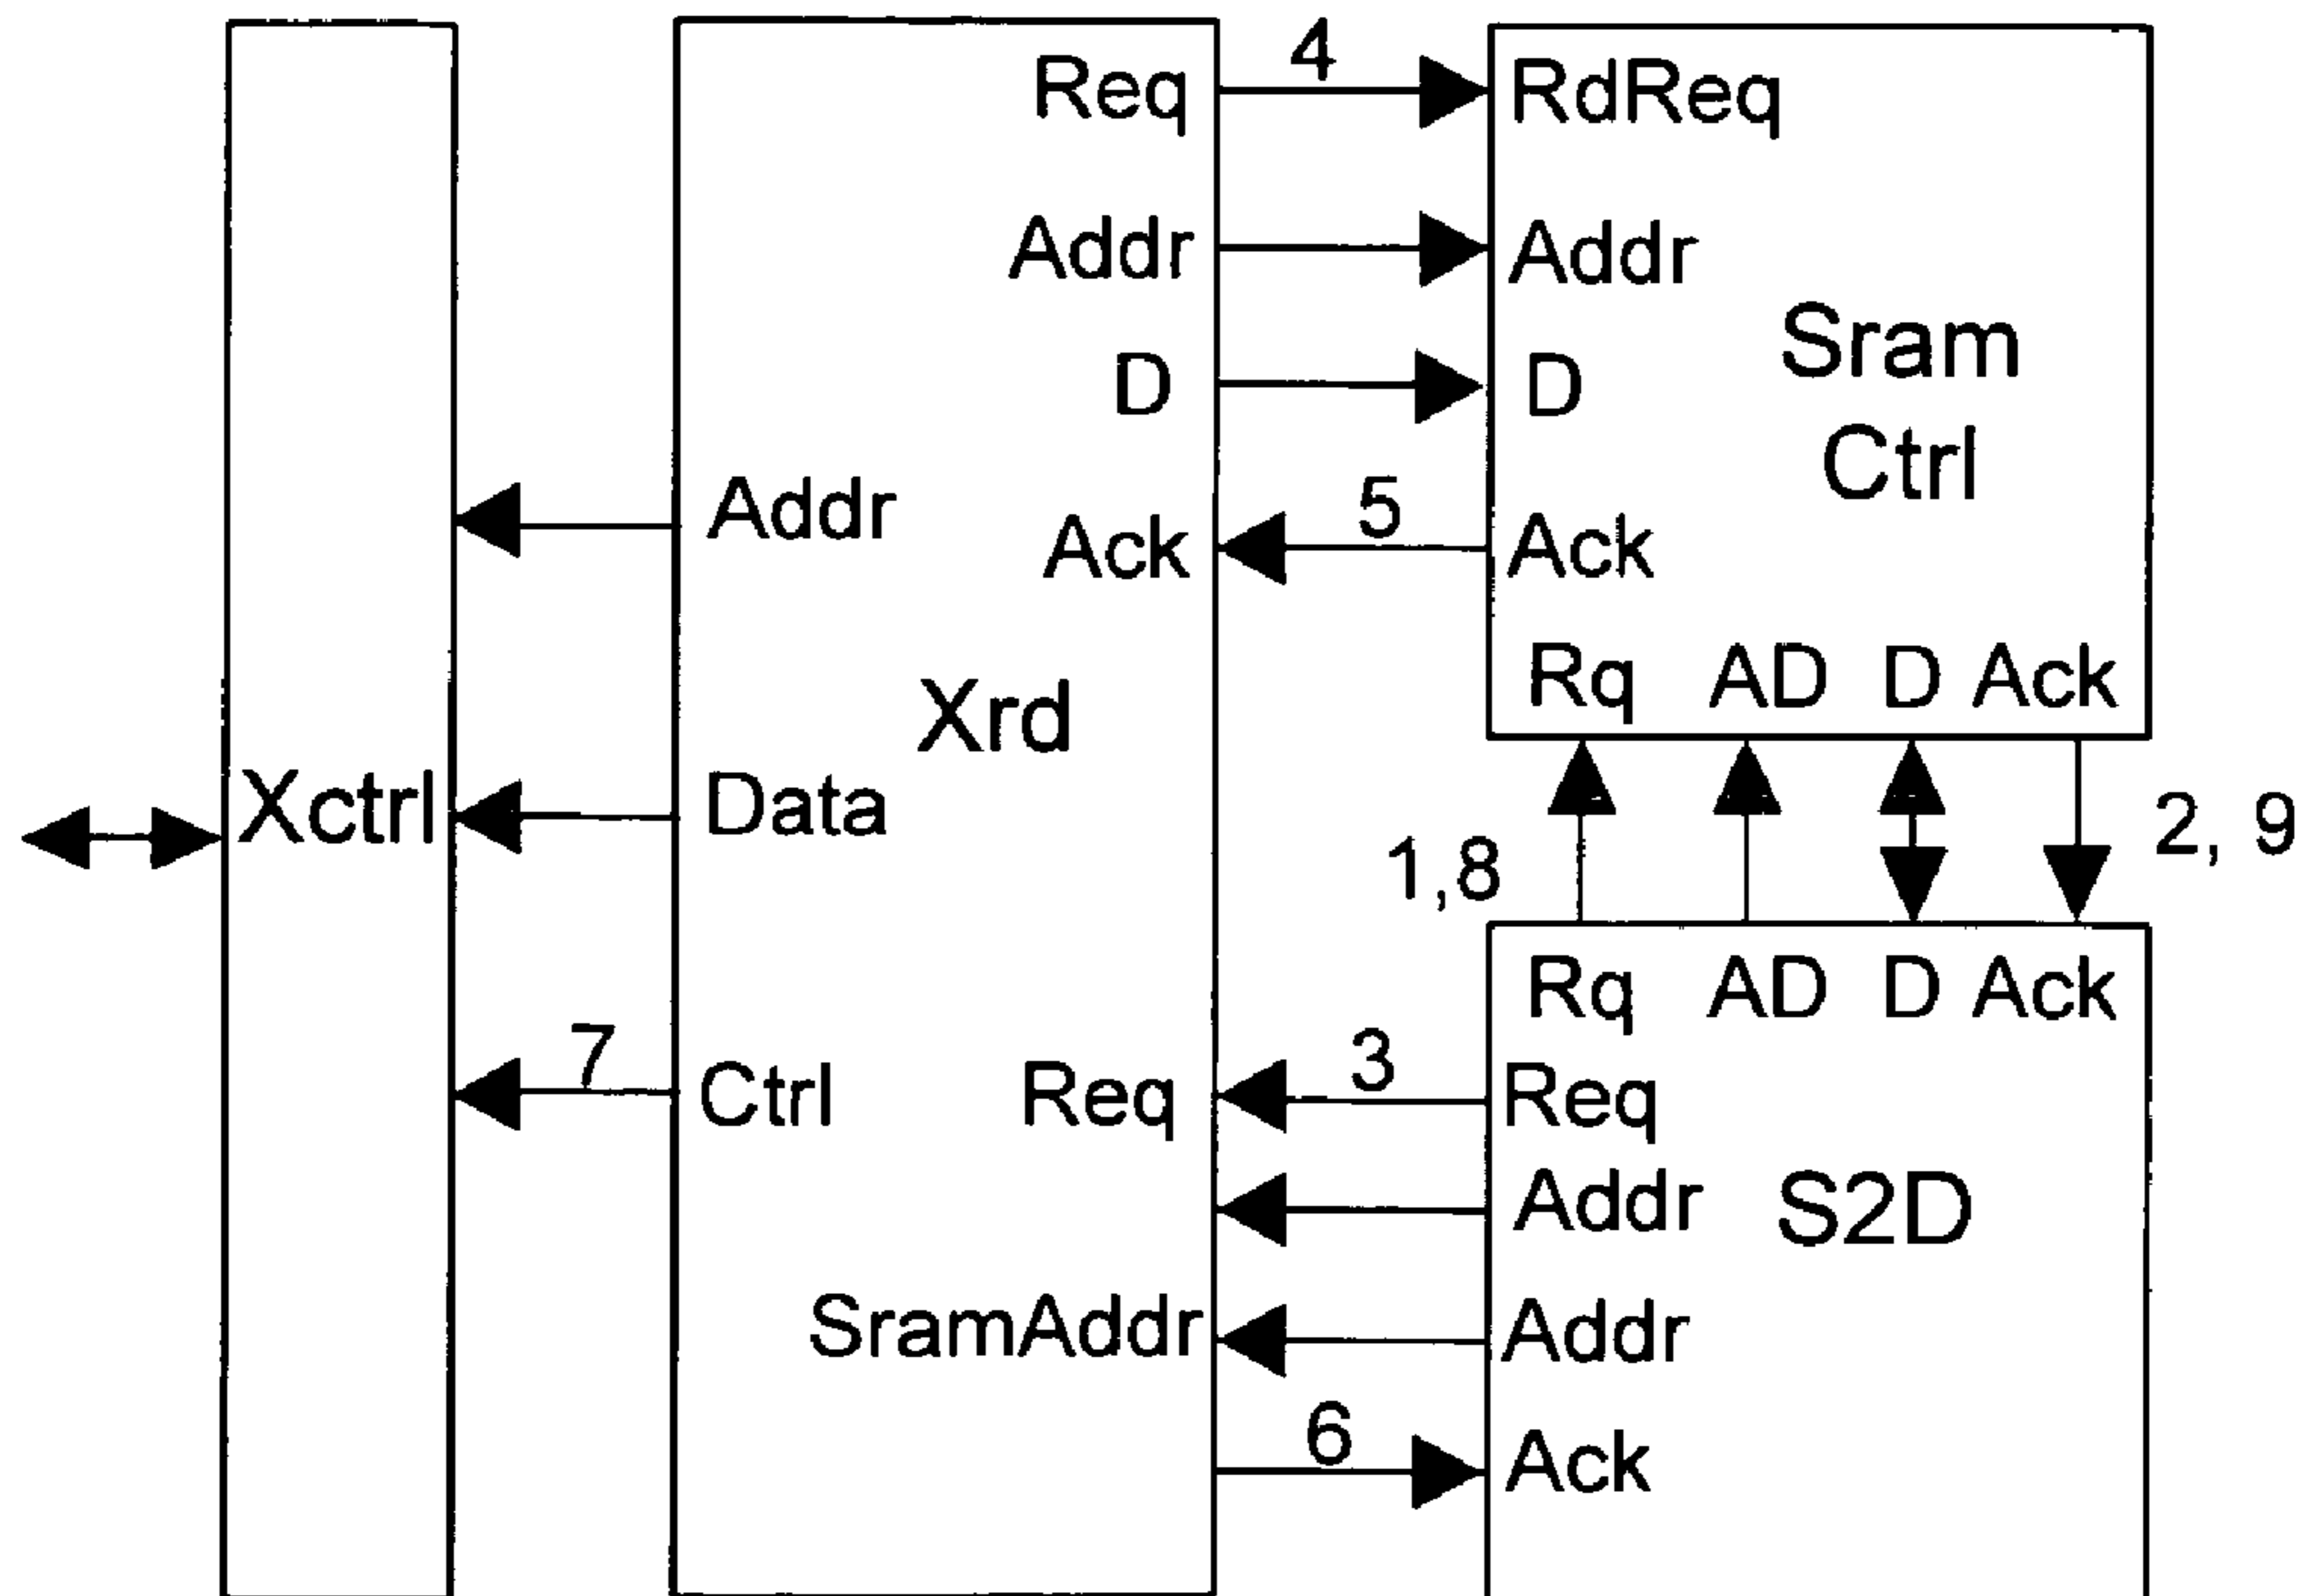 Req 4 RdReq
Addr Addr
D D
Sram
Ctrl
Addr Ack 5 Ack
Rq AD D Ack
Xrd
Xctrl Data
1,8 2, 9
Rq AD D Ack
7 Ctrl Req 3 Req
Addr S2D
SramAddr Addr
6 Ack